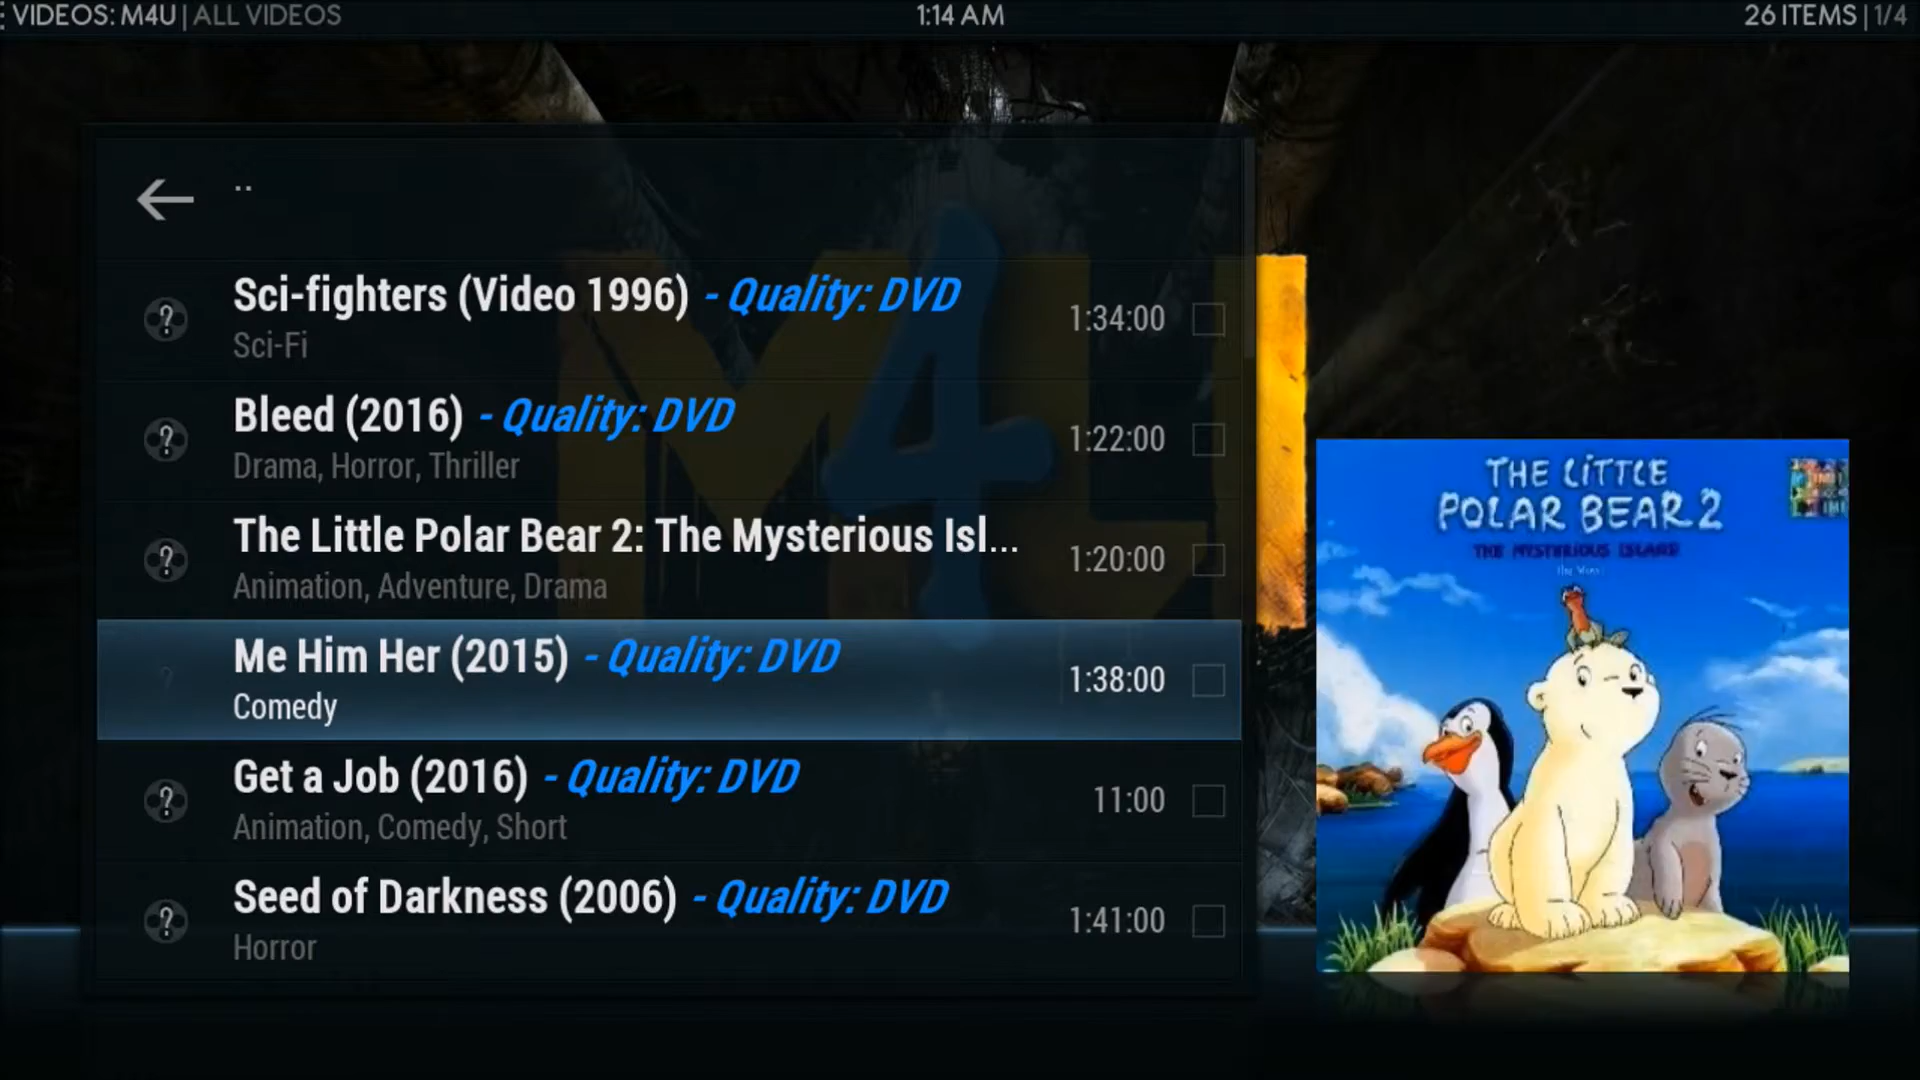 VIDEOS: M4U | ALL VIDEOS
1:14 AM
26 ITEMS | 1/4
..
Sci-fighters (Video 1996) - Quality: DVD
Sci-Fi
1:34:00
Bleed (2016) - Quality: DVD
Drama, Horror, Thriller
1:22:00
The Little Polar Bear 2: The Mysterious Isl...
Animation, Adventure, Drama
1:20:00
Me Him Her (2015) - Quality: DVD
Comedy
1:38:00
Get a Job (2016) - Quality: DVD
Animation, Comedy, Short
11:00
Seed of Darkness (2006) - Quality: DVD
Horror
1:41:00
M4U
THE LITTLE
POLAR BEAR 2
THE MYSTERIOUS ISLAND